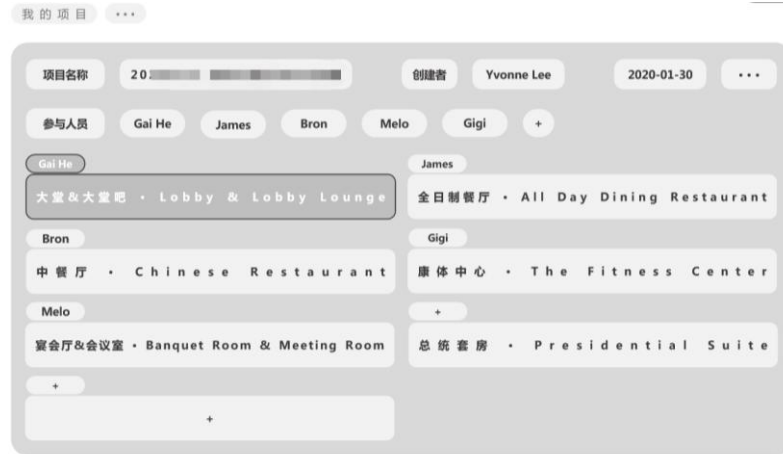 我的项目 ...
项目名称 20 创建者 Yvonne Lee 2020-01-30 ...
参与人员 Gai He James Bron Melo Gigi +
Gai He James
大堂&大堂吧 · Lobby & Lobby Lounge 全日制餐厅 · All Day Dining Restaurant
Bron Gigi
中餐厅 · Chinese Restaurant 康体中心 · The Fitness Center
Melo +
宴会厅&会议室 · Banquet Room & Meeting Room 总统套房 · Presidential Suite
+
+